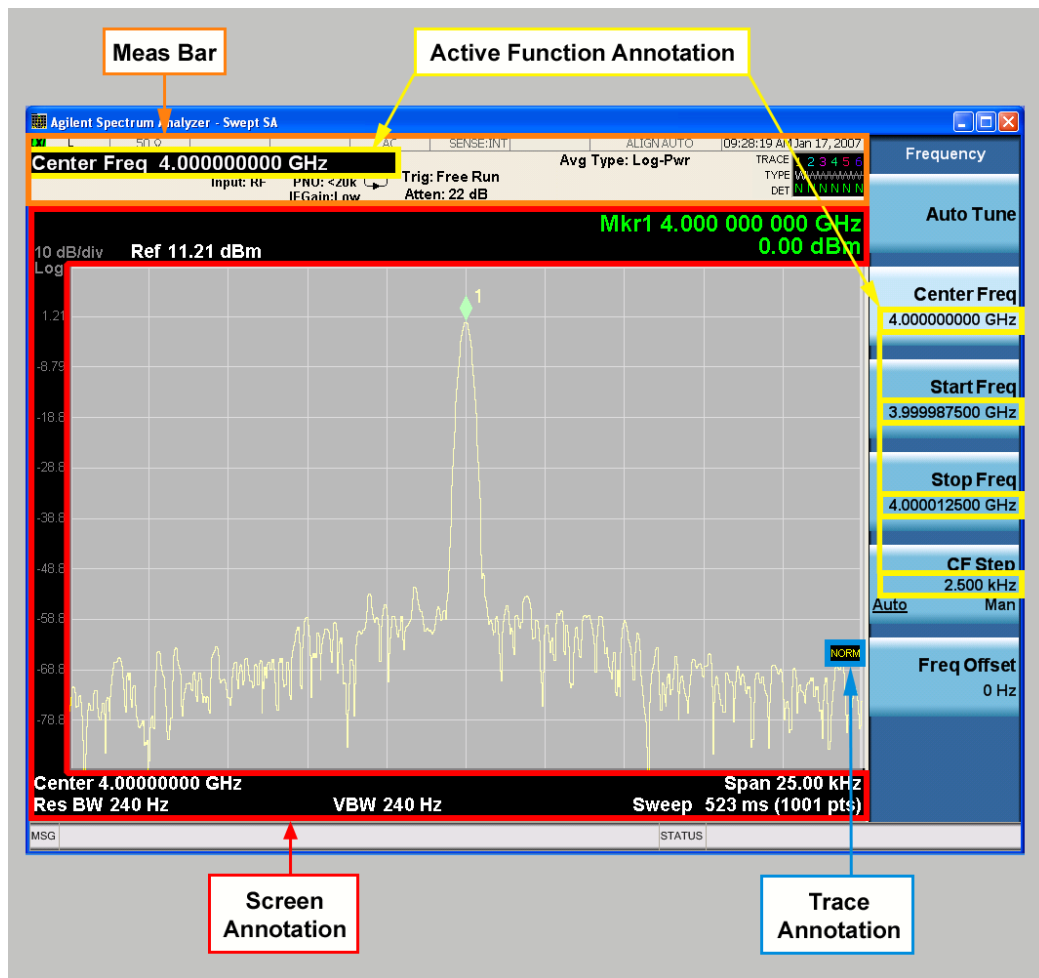 Meas Bar
Active Function Annotation
Agilent Spectrum Analyzer - Swept SA
L 50 Ω AC SENSE:INT ALIGN AUTO 09:28:19 AM Jan 17, 2007
Center Freq 4.000000000 GHz
Input: RF PNO: <20k
IFGain:Low
Trig: Free Run
Atten: 22 dB
Avg Type: Log-Pwr
TRACE 1 2 3 4 5 6
TYPE
DET N N N N N N
Frequency
Auto Tune
Center Freq
4.000000000 GHz
Start Freq
3.999987500 GHz
Stop Freq
4.000012500 GHz
CF Step
2.500 kHz
Auto Man
Freq Offset
0 Hz
Mkr1 4.000 000 000 GHz
0.00 dBm
10 dB/div Ref 11.21 dBm
Log
1
1.21
-8.79
-18.8
-28.8
-38.8
-48.8
-58.8
-68.8
-78.8
NORM
Center 4.00000000 GHz Span 25.00 kHz
Res BW 240 Hz VBW 240 Hz Sweep 523 ms (1001 pts)
MSG STATUS
Screen
Annotation
Trace
Annotation